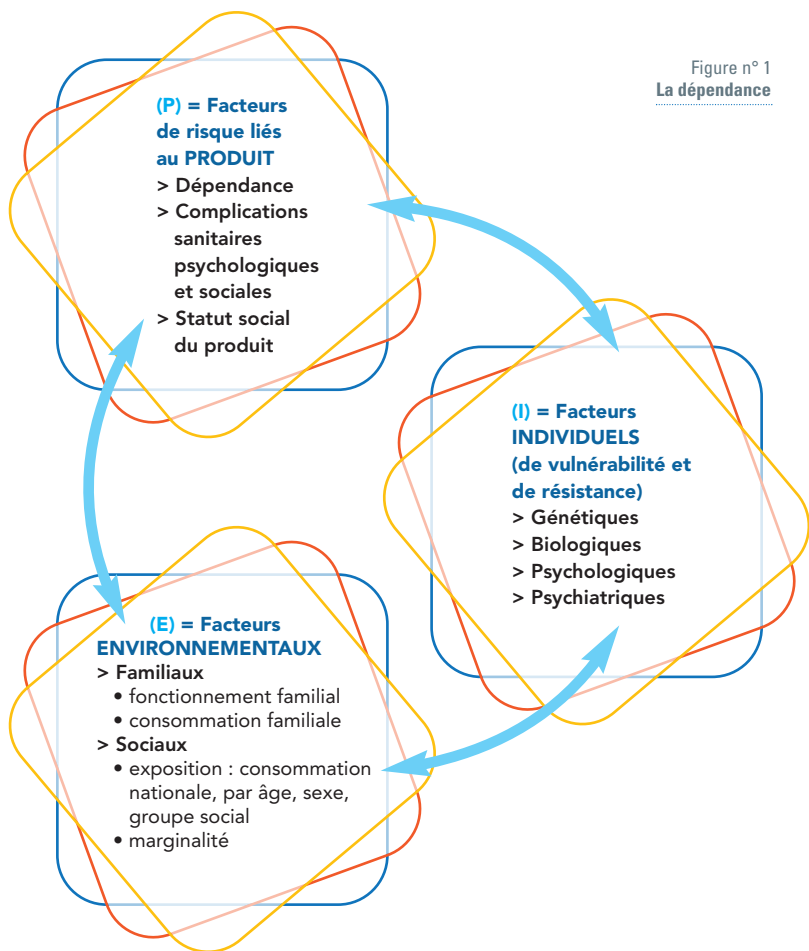 Figure n° 1
La dépendance
(P) = Facteurs
de risque liés
au PRODUIT
> Dépendance
> Complications
sanitaires
psychologiques
et sociales
> Statut social
du produit
(I) = Facteurs
INDIVIDUELS
(de vulnérabilité et
de résistance)
> Génétiques
> Biologiques
> Psychologiques
> Psychiatriques
(E) = Facteurs
ENVIRONNEMENTAUX
> Familiaux
• fonctionnement familial
• consommation familiale
> Sociaux
• exposition : consommation
nationale, par âge, sexe,
groupe social
• marginalité